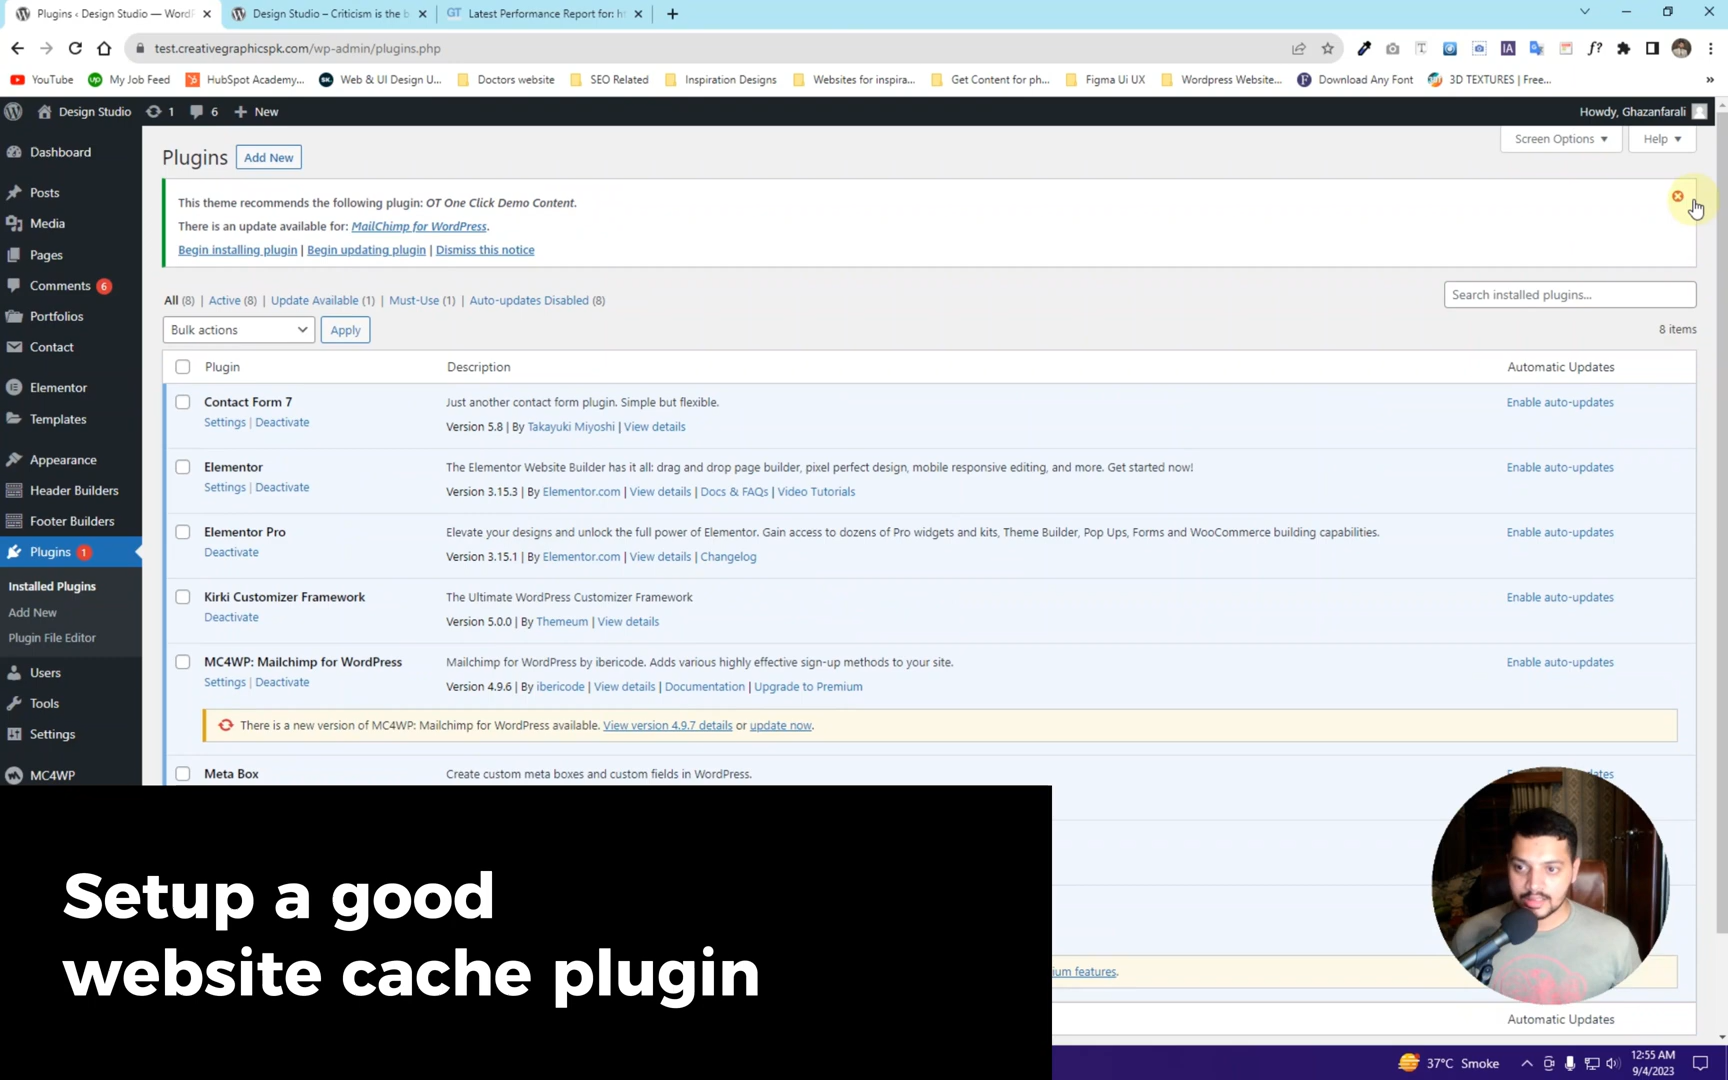 Plugins ‹ Design Studio — WordP
Design Studio – Criticism is the b
GT Latest Performance Report for: h
test.creativegraphicspk.com/wp-admin/plugins.php
YouTube
My Job Feed
HubSpot Academy...
Web & UI Design U...
Doctors website
SEO Related
Inspiration Designs
Websites for inspira...
Get Content for ph...
Figma Ui UX
Wordpress Website...
Download Any Font
3D TEXTURES | Free...
Design Studio
1
6
New
Howdy, Ghazanfarali
Screen Options
Help
Dashboard
Posts
Media
Pages
Comments 6
Portfolios
Contact
Elementor
Templates
Appearance
Header Builders
Footer Builders
Plugins 1
Installed Plugins
Add New
Plugin File Editor
Users
Tools
Settings
MC4WP
Plugins
Add New
This theme recommends the following plugin: OT One Click Demo Content.
There is an update available for: MailChimp for WordPress.
Begin installing plugin | Begin updating plugin | Dismiss this notice
All (8) | Active (8) | Update Available (1) | Must-Use (1) | Auto-updates Disabled (8)
Search installed plugins...
Bulk actions
Apply
8 items
Plugin
Description
Automatic Updates
Contact Form 7
Just another contact form plugin. Simple but flexible.
Enable auto-updates
Settings | Deactivate
Version 5.8 | By Takayuki Miyoshi | View details
Elementor
The Elementor Website Builder has it all: drag and drop page builder, pixel perfect design, mobile responsive editing, and more. Get started now!
Enable auto-updates
Settings | Deactivate
Version 3.15.3 | By Elementor.com | View details | Docs & FAQs | Video Tutorials
Elementor Pro
Elevate your designs and unlock the full power of Elementor. Gain access to dozens of Pro widgets and kits, Theme Builder, Pop Ups, Forms and WooCommerce building capabilities.
Enable auto-updates
Deactivate
Version 3.15.1 | By Elementor.com | View details | Changelog
Kirki Customizer Framework
The Ultimate WordPress Customizer Framework
Enable auto-updates
Deactivate
Version 5.0.0 | By Themeum | View details
MC4WP: Mailchimp for WordPress
Mailchimp for WordPress by ibericode. Adds various highly effective sign-up methods to your site.
Enable auto-updates
Settings | Deactivate
Version 4.9.6 | By ibericode | View details | Documentation | Upgrade to Premium
There is a new version of MC4WP: Mailchimp for WordPress available. View version 4.9.7 details or update now.
Meta Box
Create custom meta boxes and custom fields in WordPress.
features.
Automatic Updates
Setup a good
website cache plugin
37°C Smoke
12:55 AM
9/4/2023